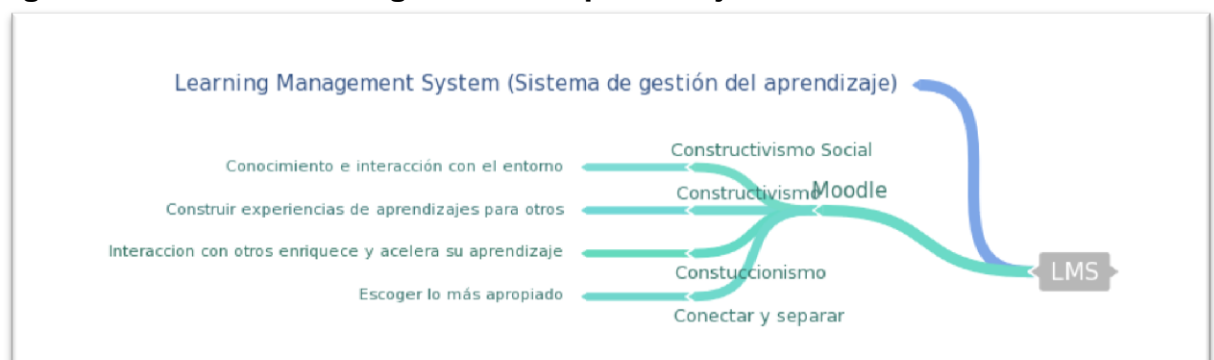 Learning Management System (Sistema de gestión del aprendizaje)
Constructivismo Social
Conocimiento e interacción con el entorno
Constructivismo
Moodle
Construir experiencias de aprendizajes para otros
Interaccion con otros enriquece y acelera su aprendizaje
Constuccionismo
Escoger lo más apropiado
Conectar y separar
LMS